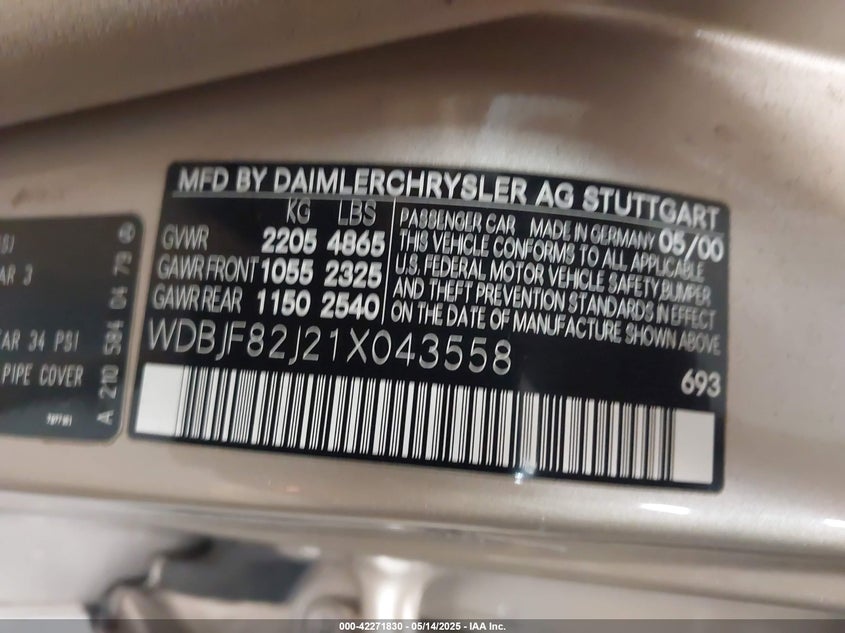 MFD BY DAIMLERCHRYSLER AG STUTTGART
KG LBS
GVWR 2205 4865
GAWR FRONT 1055 2325
GAWR REAR 1150 2540
PASSENGER CAR MADE IN GERMANY 05/00
THIS VEHICLE CONFORMS TO ALL APPLICABLE
U.S. FEDERAL MOTOR VEHICLE SAFETY, BUMPER
AND THEFT PREVENTION STANDARDS IN EFFECT
ON THE DATE OF MANUFACTURE SHOWN ABOVE
WDBJF82J21X043558
693
AR 3
EAR 34 PSI
PIPE COVER
A 210 584 04 79
000-42271830 - 05/14/2025 - IAA Inc.